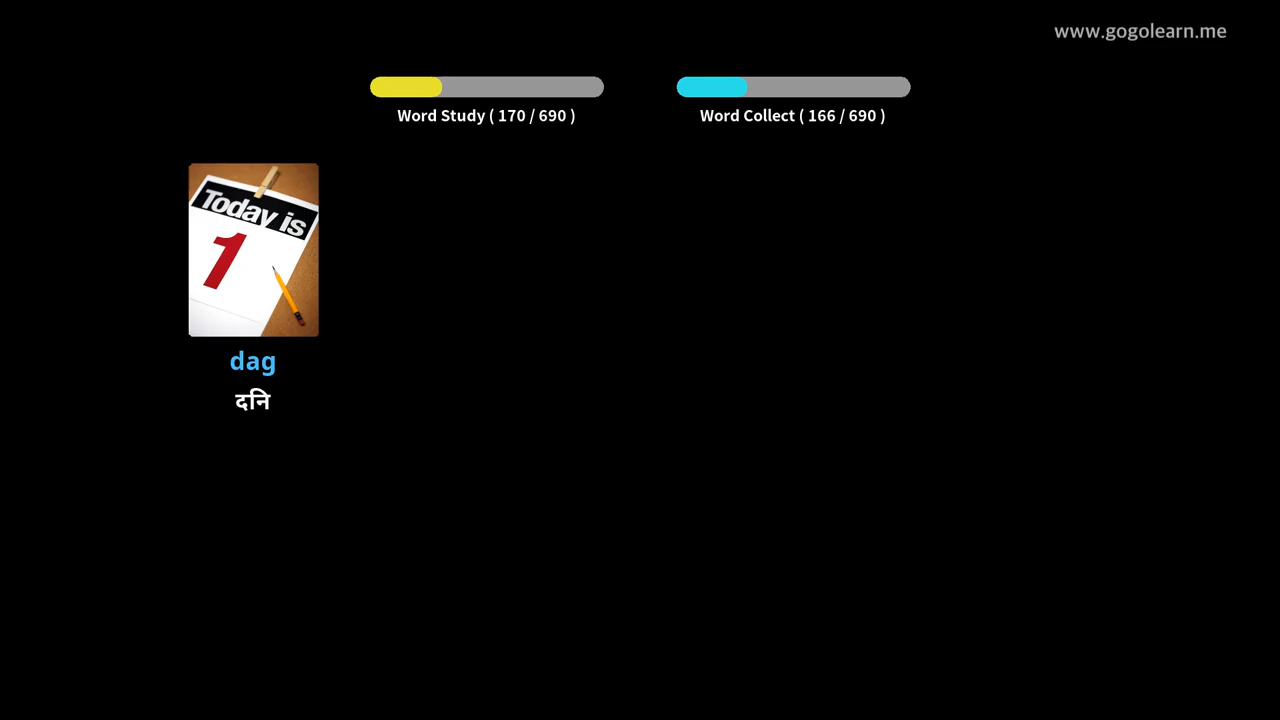 www.gogolearn.me
Word Study ( 170 / 690 )
Word Collect ( 166 / 690 )
Today is
1
dag
दनि